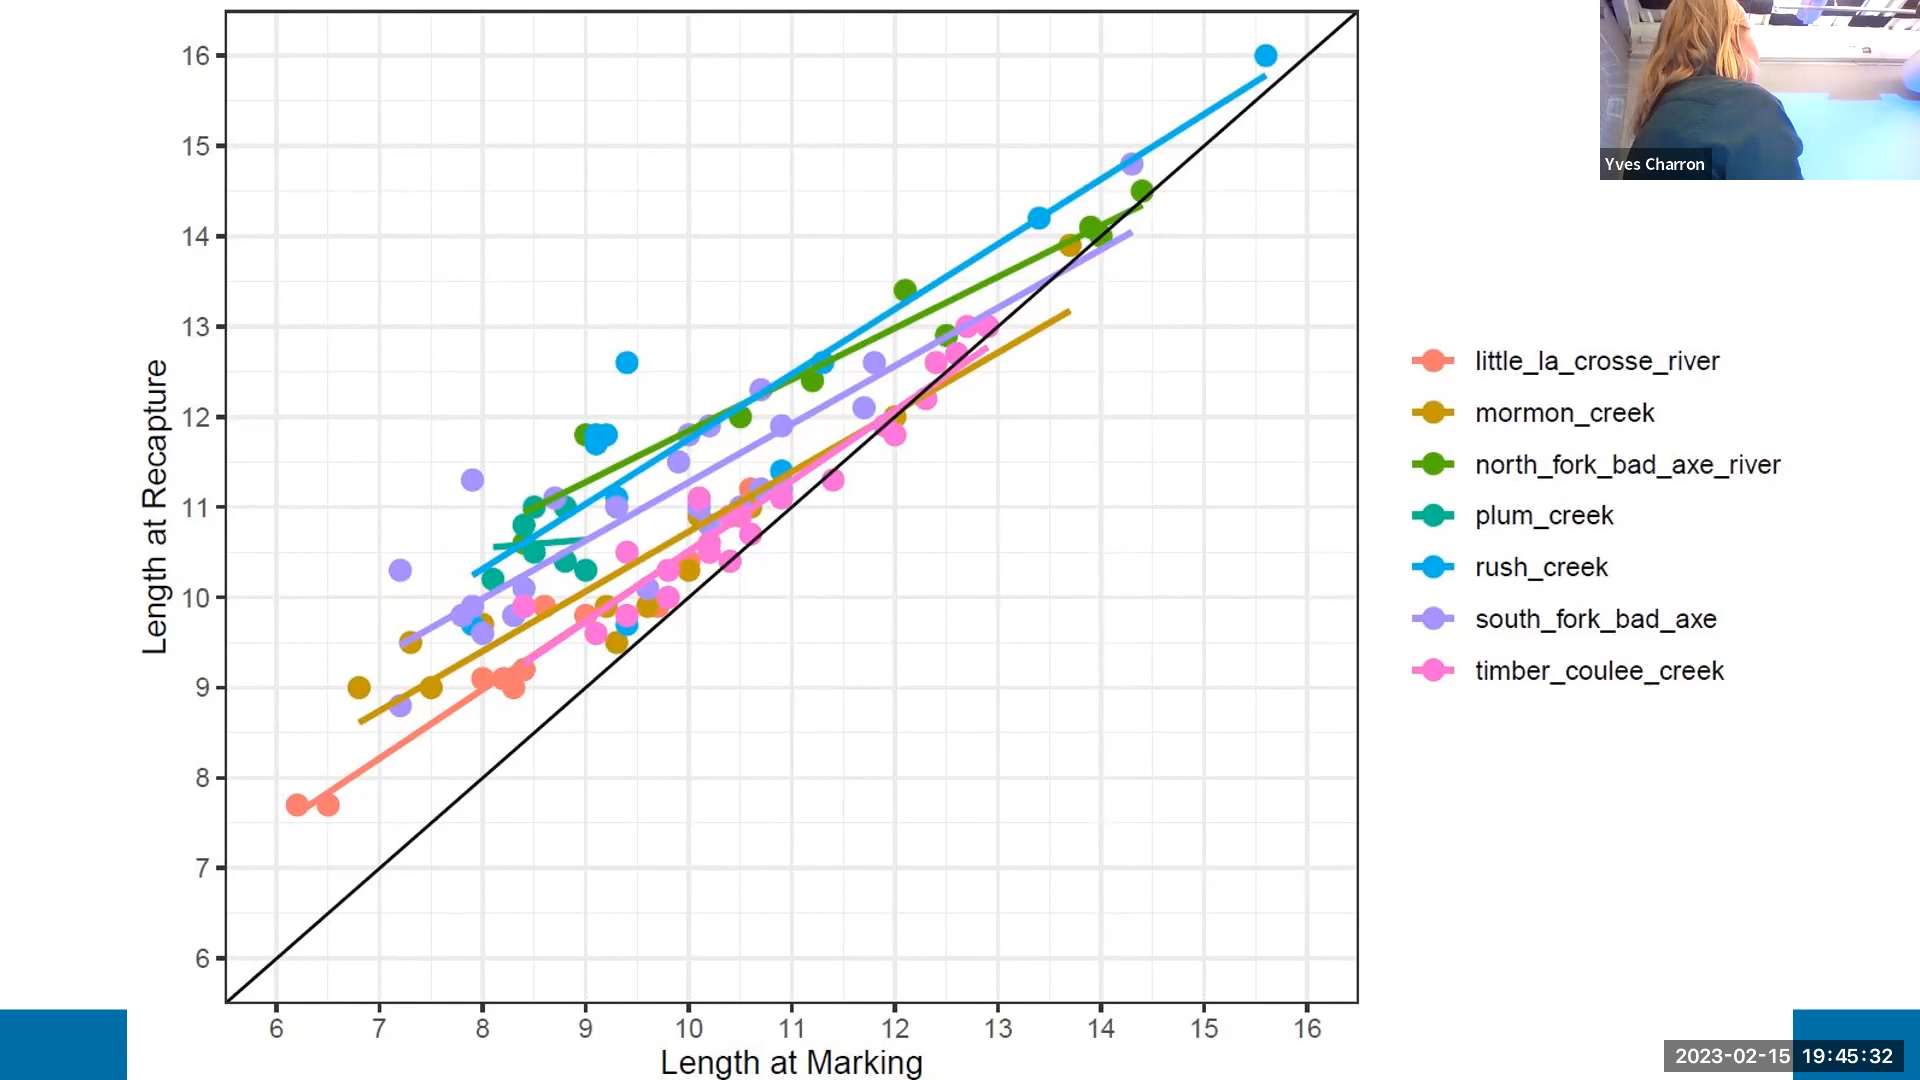 Yves Charron
16
15
14
13
12
11
10
9
8
7
6
Length at Recapture
6 7 8 9 10 11 12 13 14 15 16
Length at Marking
little_la_crosse_river
mormon_creek
north_fork_bad_axe_river
plum_creek
rush_creek
south_fork_bad_axe
timber_coulee_creek
2023-02-15 19:45:32